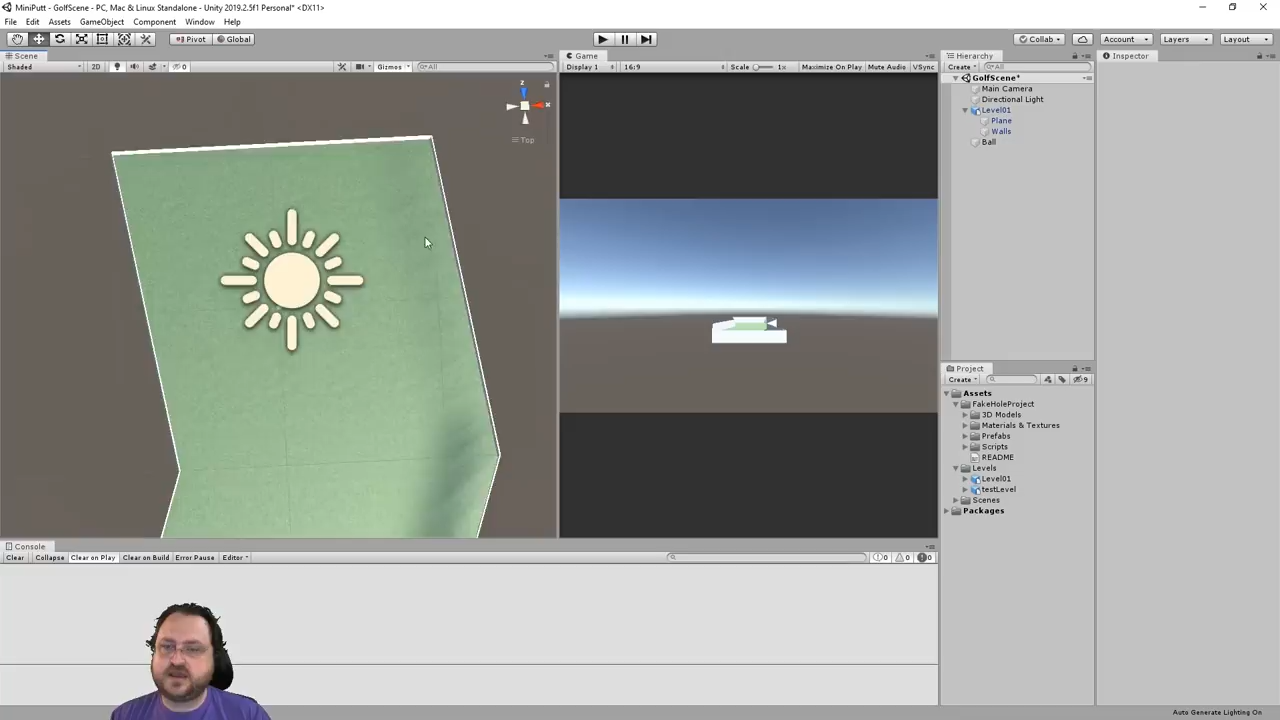 MiniPutt - GolfScene - PC, Mac & Linux Standalone - Unity 2019.2.5f1 Personal* <DX11>
File Edit Assets GameObject Component Window Help
Pivot Global Collab Account Layers Layout
Scene Game Hierarchy Inspector
Shaded 2D 0 Gizmos All Display 1 16:9 Scale 1x Maximize On Play Mute Audio VSync Create All
GolfScene*
Main Camera
Directional Light
Level01
Plane
Walls
Ball
z
x
Top
Project
Create 9
Assets
FakeHoleProject
3D Models
Materials & Textures
Prefabs
Scripts
README
Levels
Level01
testLevel
Scenes
Packages
Console
Clear Collapse Clear on Play Clear on Build Error Pause Editor 0 0 0
Auto Generate Lighting On